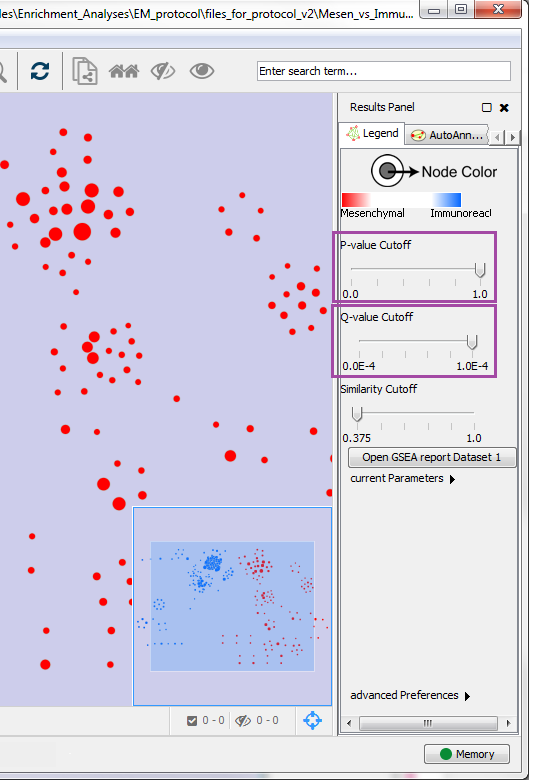 les\Enrichment_Analyses\EM_protocol\files_for_protocol_v2\Mesen_vs_Immu...
Enter search term...
Results Panel
Legend
AutoAnn...
Node Color
Mesenchymal
Immunoreacl
P-value Cutoff
0.0
1.0
Q-value Cutoff
0.0E-4
1.0E-4
Similarity Cutoff
0.375
1.0
Open GSEA report Dataset 1
current Parameters
advanced Preferences
0 - 0
0 - 0
Memory